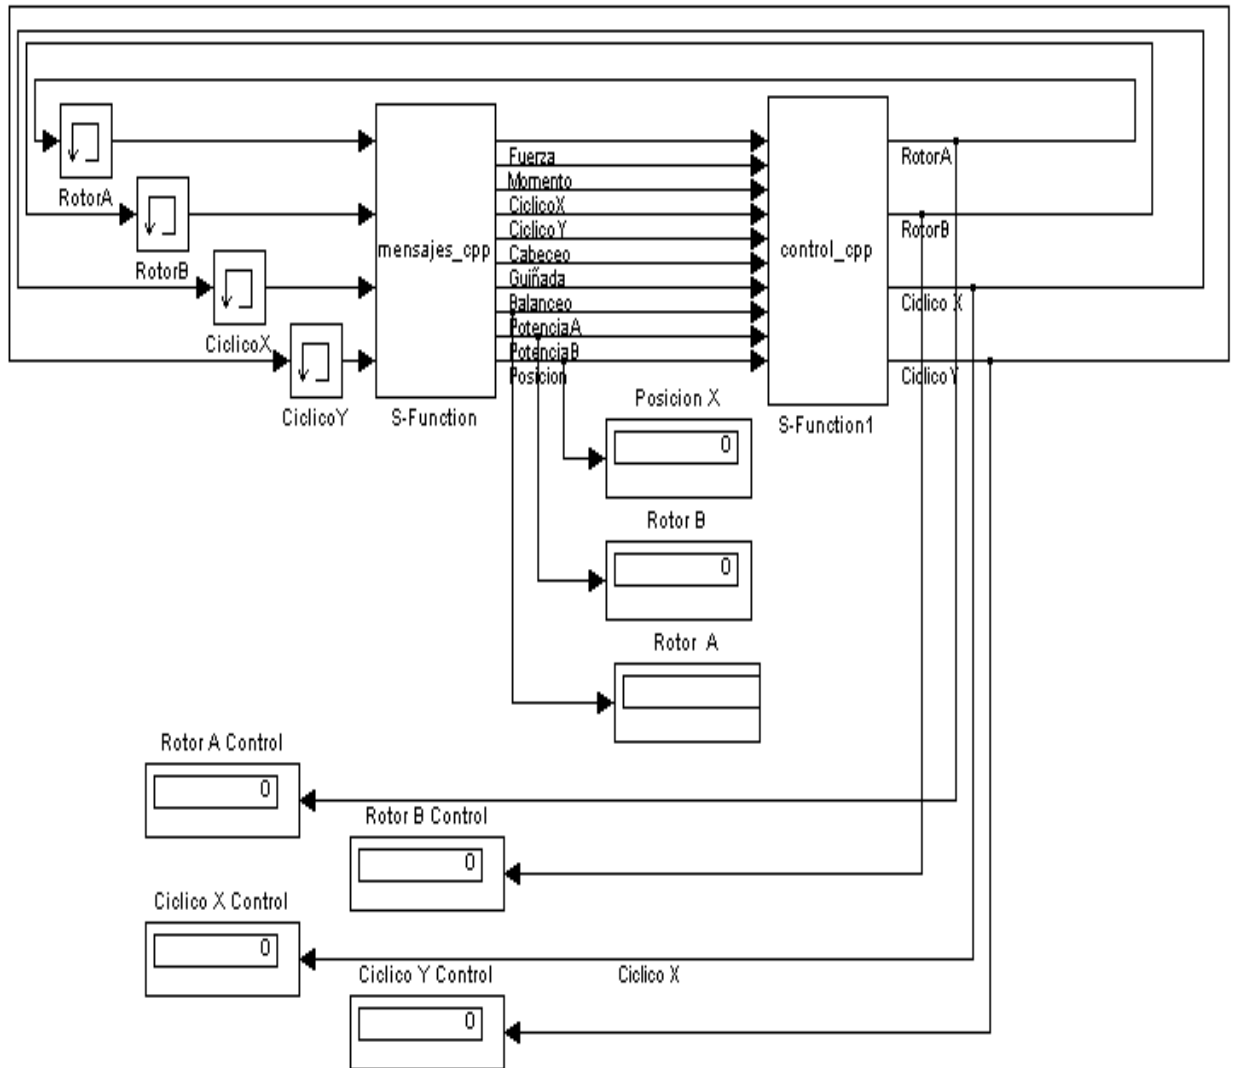 RotorA
RotorB
CiclicoX
CiclicoY
mensajes_cpp
S-Function
Fuerza
Momento
CiclicoX
CiclicoY
Cabeceo
Guiñada
Balanceo
PotenciaA
PotenciaB
Posicion
control_cpp
S-Function1
RotorA
RotorB
Ciclico X
CiclicoY
Posicion X
0
Rotor B
0
Rotor A
Rotor A Control
0
Rotor B Control
0
Ciclico X Control
0
Ciclico Y Control
0
Ciclico X